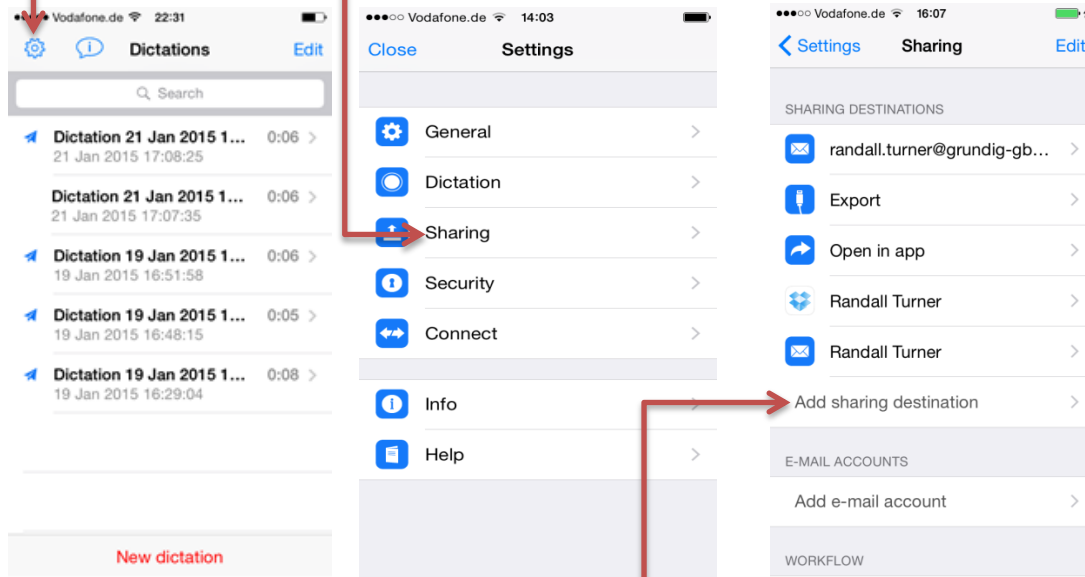 Vodafone.de 22:31
Dictations Edit
Search
Dictation 21 Jan 2015 1... 0:06
21 Jan 2015 17:08:25
Dictation 21 Jan 2015 1... 0:06
21 Jan 2015 17:07:35
Dictation 19 Jan 2015 1... 0:06
19 Jan 2015 16:51:58
Dictation 19 Jan 2015 1... 0:05
19 Jan 2015 16:48:15
Dictation 19 Jan 2015 1... 0:08
19 Jan 2015 16:29:04
New dictation
Vodafone.de 14:03
Close Settings
General
Dictation
Sharing
Security
Connect
Info
Help
Vodafone.de 16:07
Settings Sharing Edit
SHARING DESTINATIONS
randall.turner@grundig-gb...
Export
Open in app
Randall Turner
Randall Turner
Add sharing destination
E-MAIL ACCOUNTS
Add e-mail account
WORKFLOW